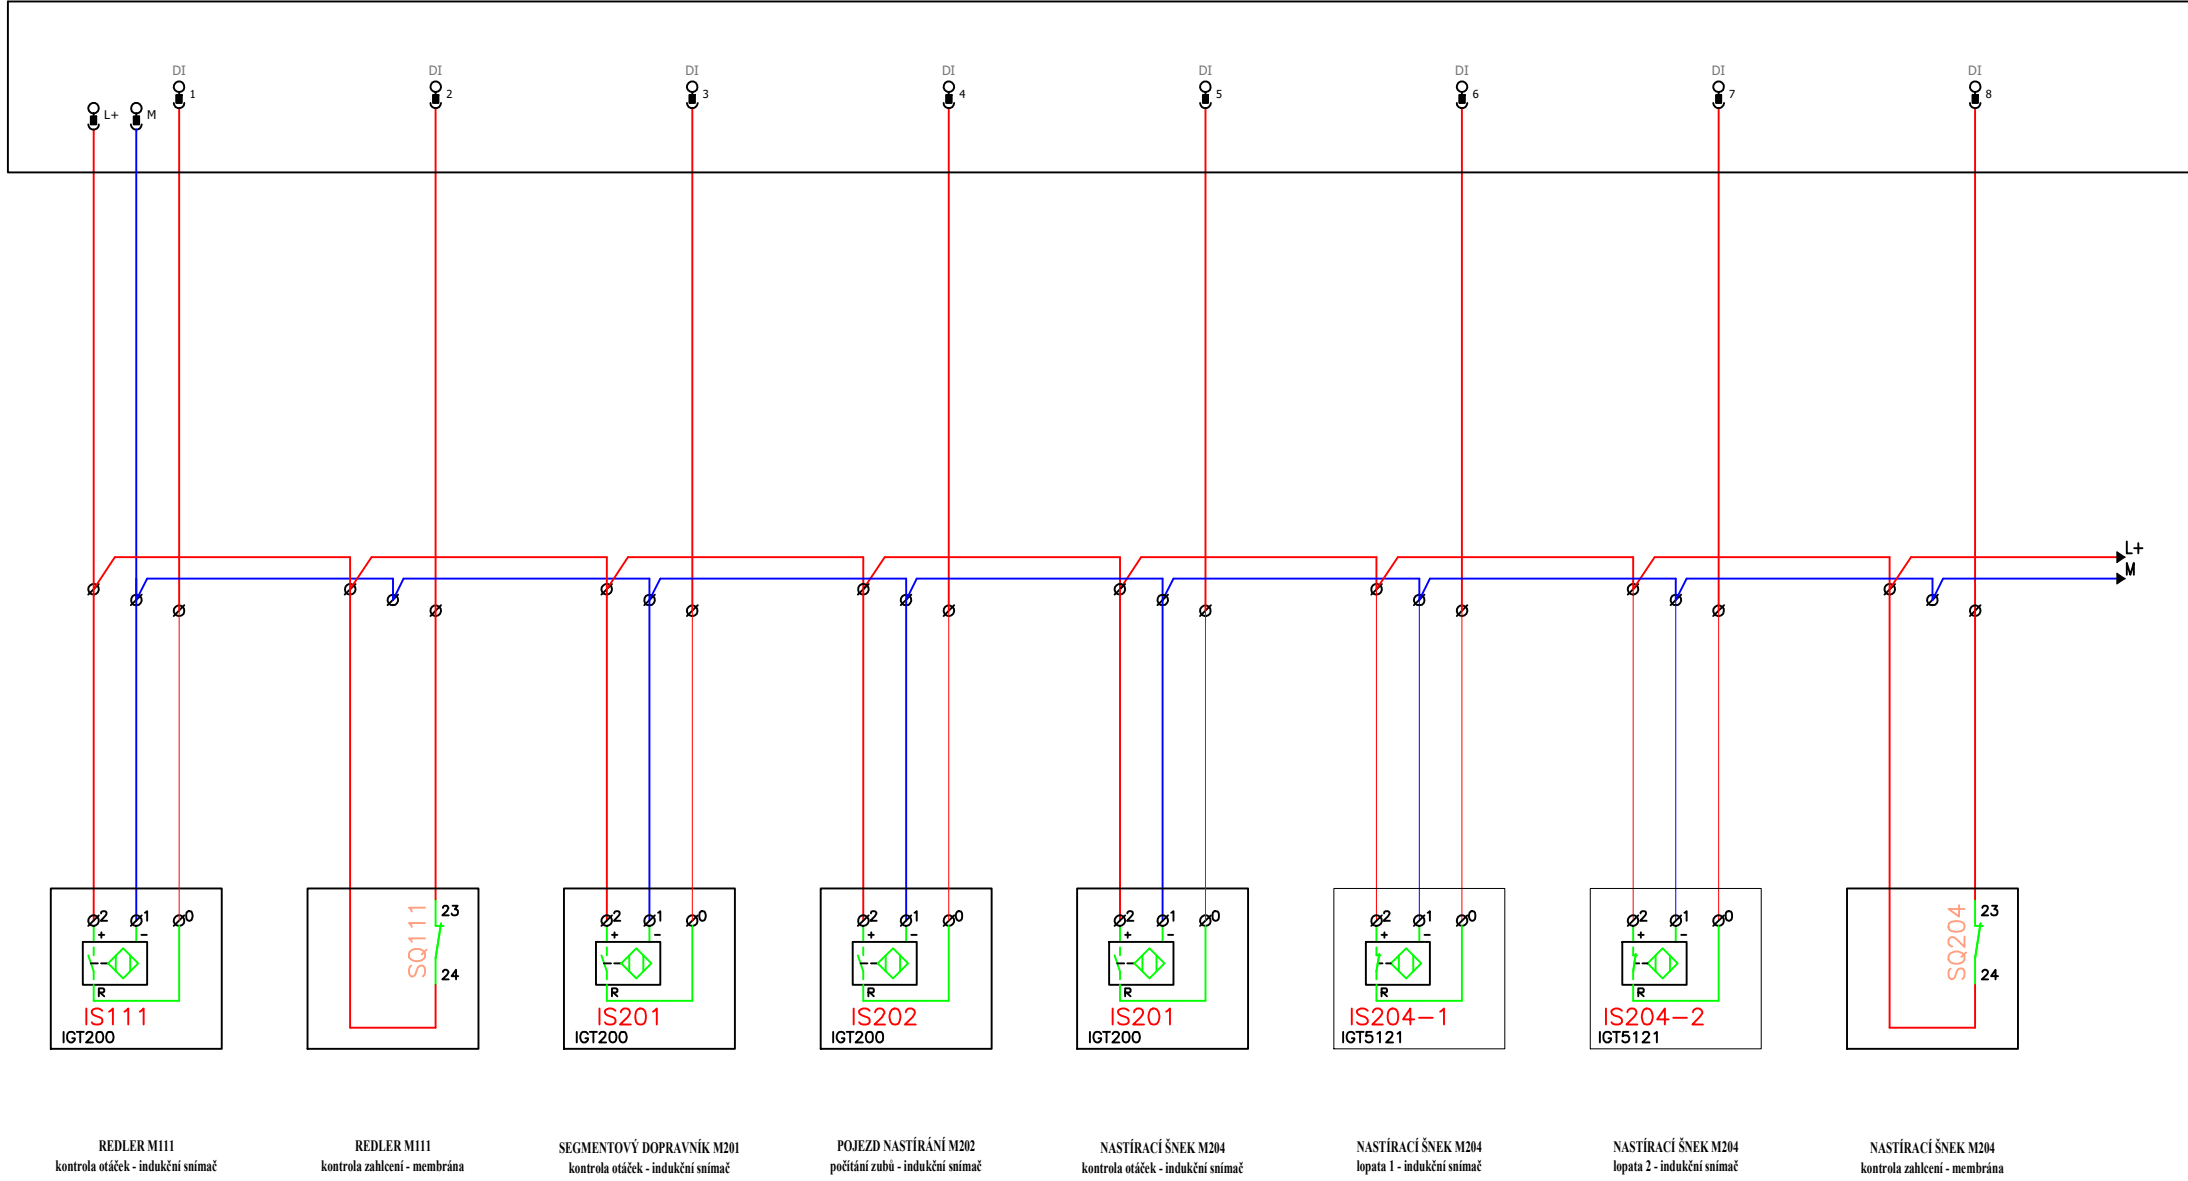 DI DI DI DI DI DI DI DI
1 2 3 4 5 6 7 8
L+ M
L+
M
2 1 0 23 2 1 0 2 1 0 2 1 0 2 1 0 2 1 0 23
+ - + - + - + - + - + -
SQ111 SQ204
24 24
R R R R R R
IS111 IS201 IS202 IS201 IS204-1 IS204-2
IGT200 IGT200 IGT200 IGT200 IGT5121 IGT5121
REDLER M111
kontrola otáček - indukční snímač
REDLER M111
kontrola zahlcení - membrána
SEGMENTOVÝ DOPRAVNÍK M201
kontrola otáček - indukční snímač
POJEZD NASTÍRÁNÍ M202
počítání zubů - indukční snímač
NASTÍRACÍ ŠNEK M204
kontrola otáček - indukční snímač
NASTÍRACÍ ŠNEK M204
lopata 1 - indukční snímač
NASTÍRACÍ ŠNEK M204
lopata 2 - indukční snímač
NASTÍRACÍ ŠNEK M204
kontrola zahlcení - membrána